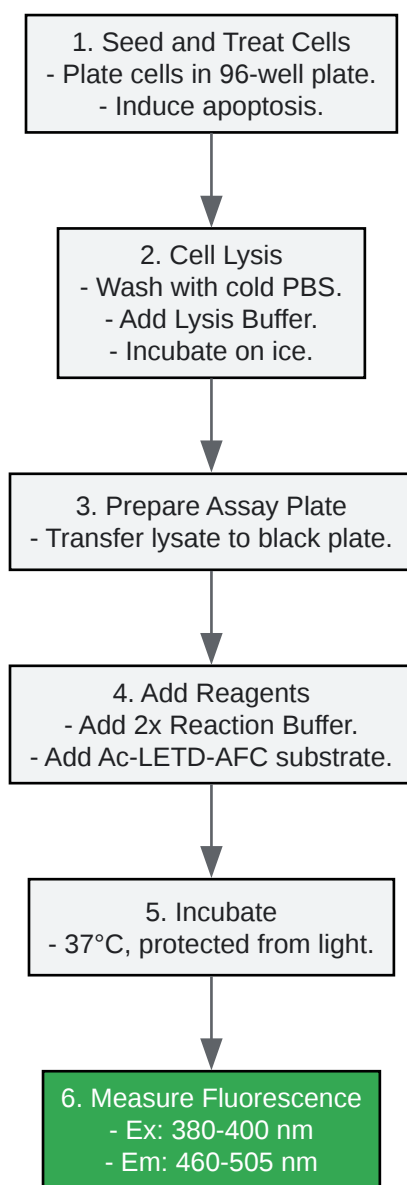 1. Seed and Treat Cells
- Plate cells in 96-well plate.
- Induce apoptosis.
2. Cell Lysis
- Wash with cold PBS.
- Add Lysis Buffer.
- Incubate on ice.
3. Prepare Assay Plate
- Transfer lysate to black plate.
4. Add Reagents
- Add 2x Reaction Buffer.
- Add Ac-LETD-AFC substrate.
5. Incubate
- 37°C, protected from light.
6. Measure Fluorescence
- Ex: 380-400 nm
- Em: 460-505 nm